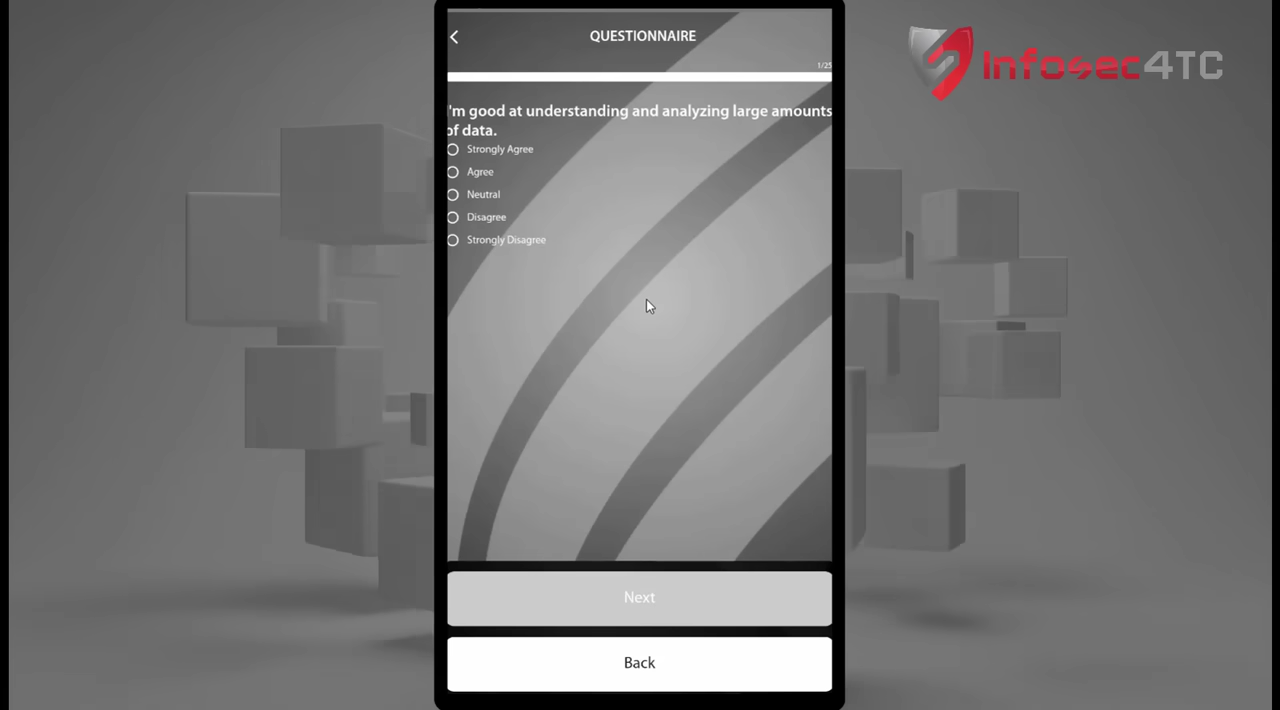 QUESTIONNAIRE
Infosec4TC
1/25
I'm good at understanding and analyzing large amounts
of data.
Strongly Agree
Agree
Neutral
Disagree
Strongly Disagree
Next
Back